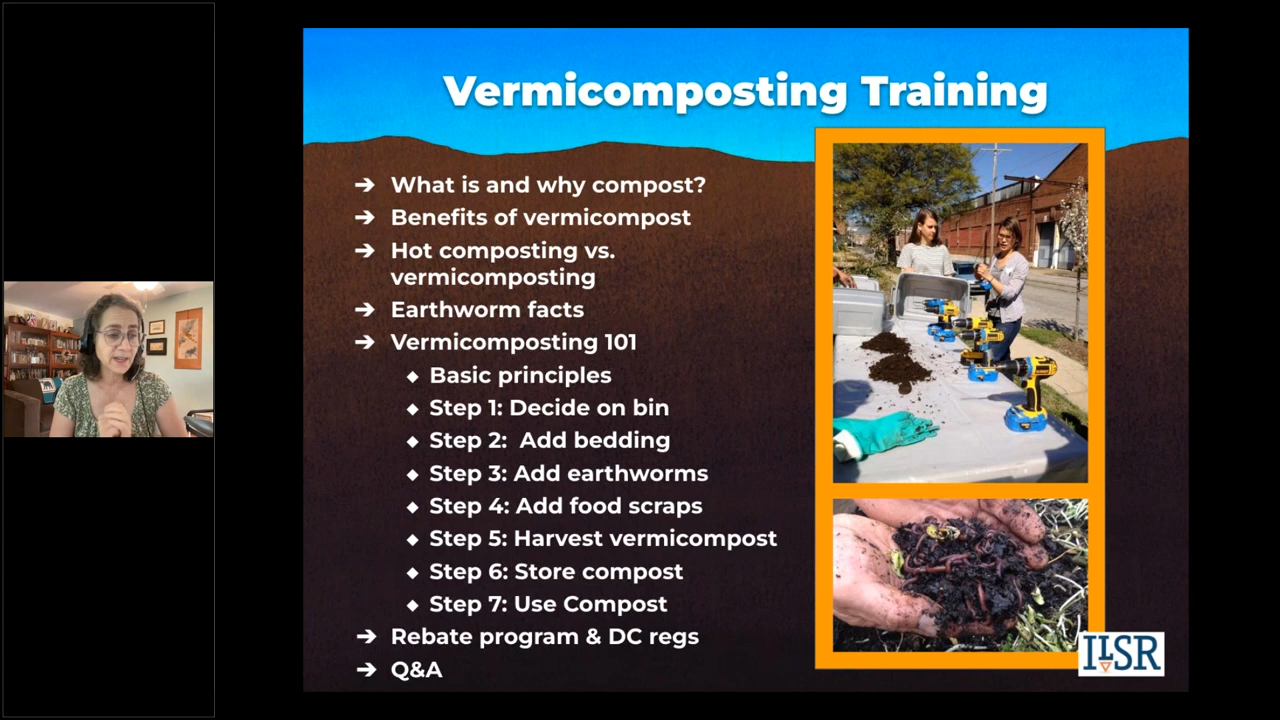 Vermicomposting Training
➔ What is and why compost?
➔ Benefits of vermicompost
➔ Hot composting vs.
vermicomposting
➔ Earthworm facts
➔ Vermicomposting 101
◆ Basic principles
◆ Step 1: Decide on bin
◆ Step 2: Add bedding
◆ Step 3: Add earthworms
◆ Step 4: Add food scraps
◆ Step 5: Harvest vermicompost
◆ Step 6: Store compost
◆ Step 7: Use Compost
➔ Rebate program & DC regs
➔ Q&A
ILSR